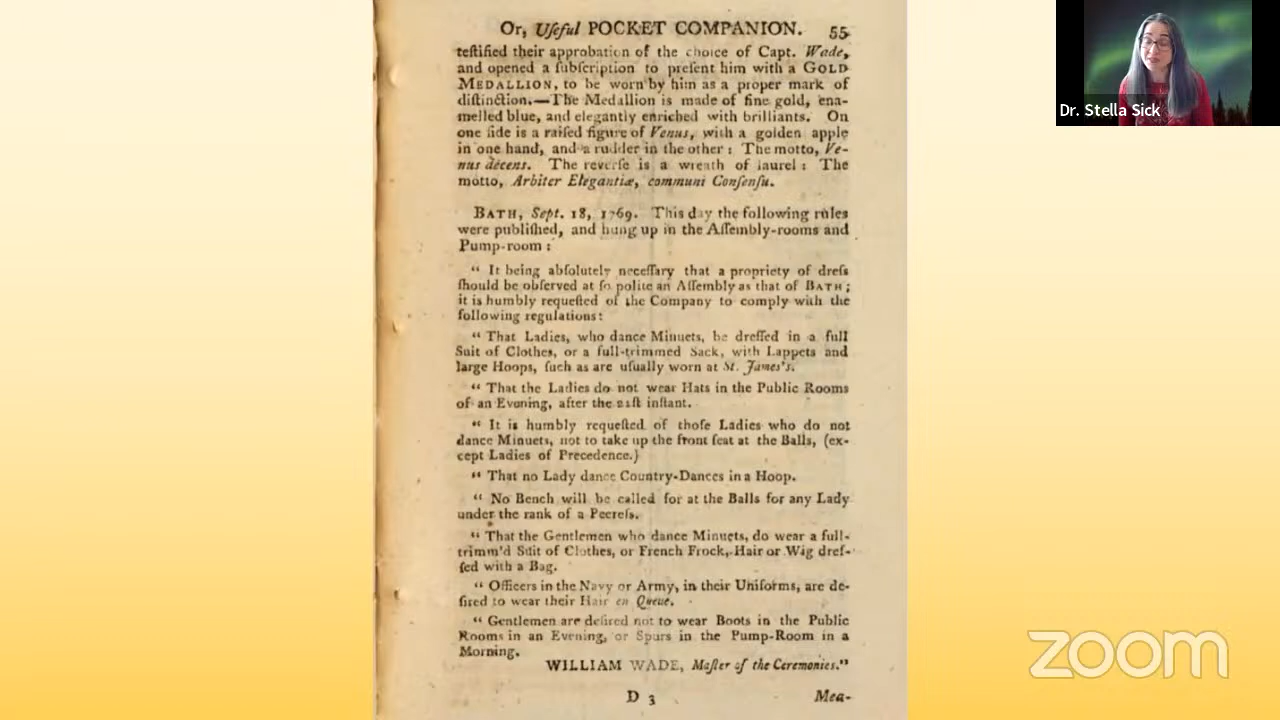 Or, Uſeful POCKET COMPANION. 55
teſtified their approbation of the choice of Capt. Wade,
and opened a ſubſcription to preſent him with a GOLD
MEDALLION, to be worn by him as a proper mark of
diſtinction.—The Medallion is made of fine gold, ena-
melled blue, and elegantly enriched with brilliants. On
one ſide is a raiſed figure of Venus, with a golden apple
in one hand, and a rudder in the other: The motto, Ve-
nus decens. The reverſe is a wreath of laurel: The
motto, Arbiter Elegantiæ, communi Conſenſu.
BATH, Sept. 18, 1769. This day the following rules
were publiſhed, and hung up in the Aſſembly-rooms and
Pump-room:
“ It being abſolutely neceſſary that a propriety of dreſs
ſhould be obſerved at ſo polite an Aſſembly as that of BATH;
it is humbly requeſted of the Company to comply with the
following regulations:
“ That Ladies, who dance Minuets, be dreſſed in a full
Suit of Clothes, or a full-trimmed Sack, with Lappets and
large Hoops, ſuch as are uſually worn at St. James's.
“ That the Ladies do not wear Hats in the Public Rooms
of an Evening, after the 21ſt inſtant.
“ It is humbly requeſted of thoſe Ladies who do not
dance Minuets, not to take up the front ſeat at the Balls, (ex-
cept Ladies of Precedence.)
“ That no Lady dance Country-Dances in a Hoop.
“ No Bench will be called for at the Balls for any Lady
under the rank of a Peereſs.
“ That the Gentlemen who dance Minuets, do wear a full-
trimm'd Suit of Clothes, or French Frock, Hair or Wig dreſ-
ſed with a Bag.
“ Officers in the Navy or Army, in their Uniforms, are de-
ſired to wear their Hair en Queue.
“ Gentlemen are deſired not to wear Boots in the Public
Rooms in an Evening, or Spurs in the Pump-Room in a
Morning.
WILLIAM WADE, Maſter of the Ceremonies.”
D 3 Mea-
Dr. Stella Sick
zoom